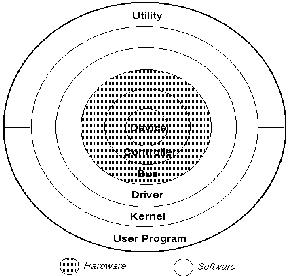 Utility
Device
Controller
Bus
Driver
Kernel
User Program
Hardware
Software